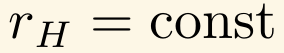 r_H = const